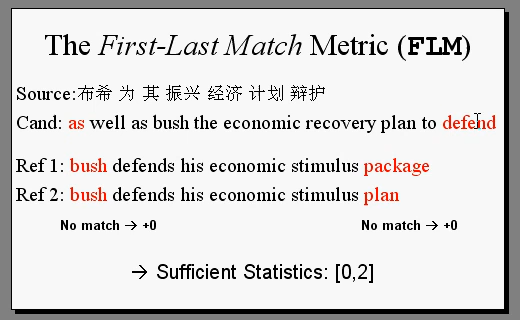 The First-Last Match Metric (FLM)
Source:布希 为 其 振兴 经济 计划 辩护
Cand: as well as bush the economic recovery plan to defend
Ref 1: bush defends his economic stimulus package
Ref 2: bush defends his economic stimulus plan
No match → +0 No match → +0
→ Sufficient Statistics: [0,2]